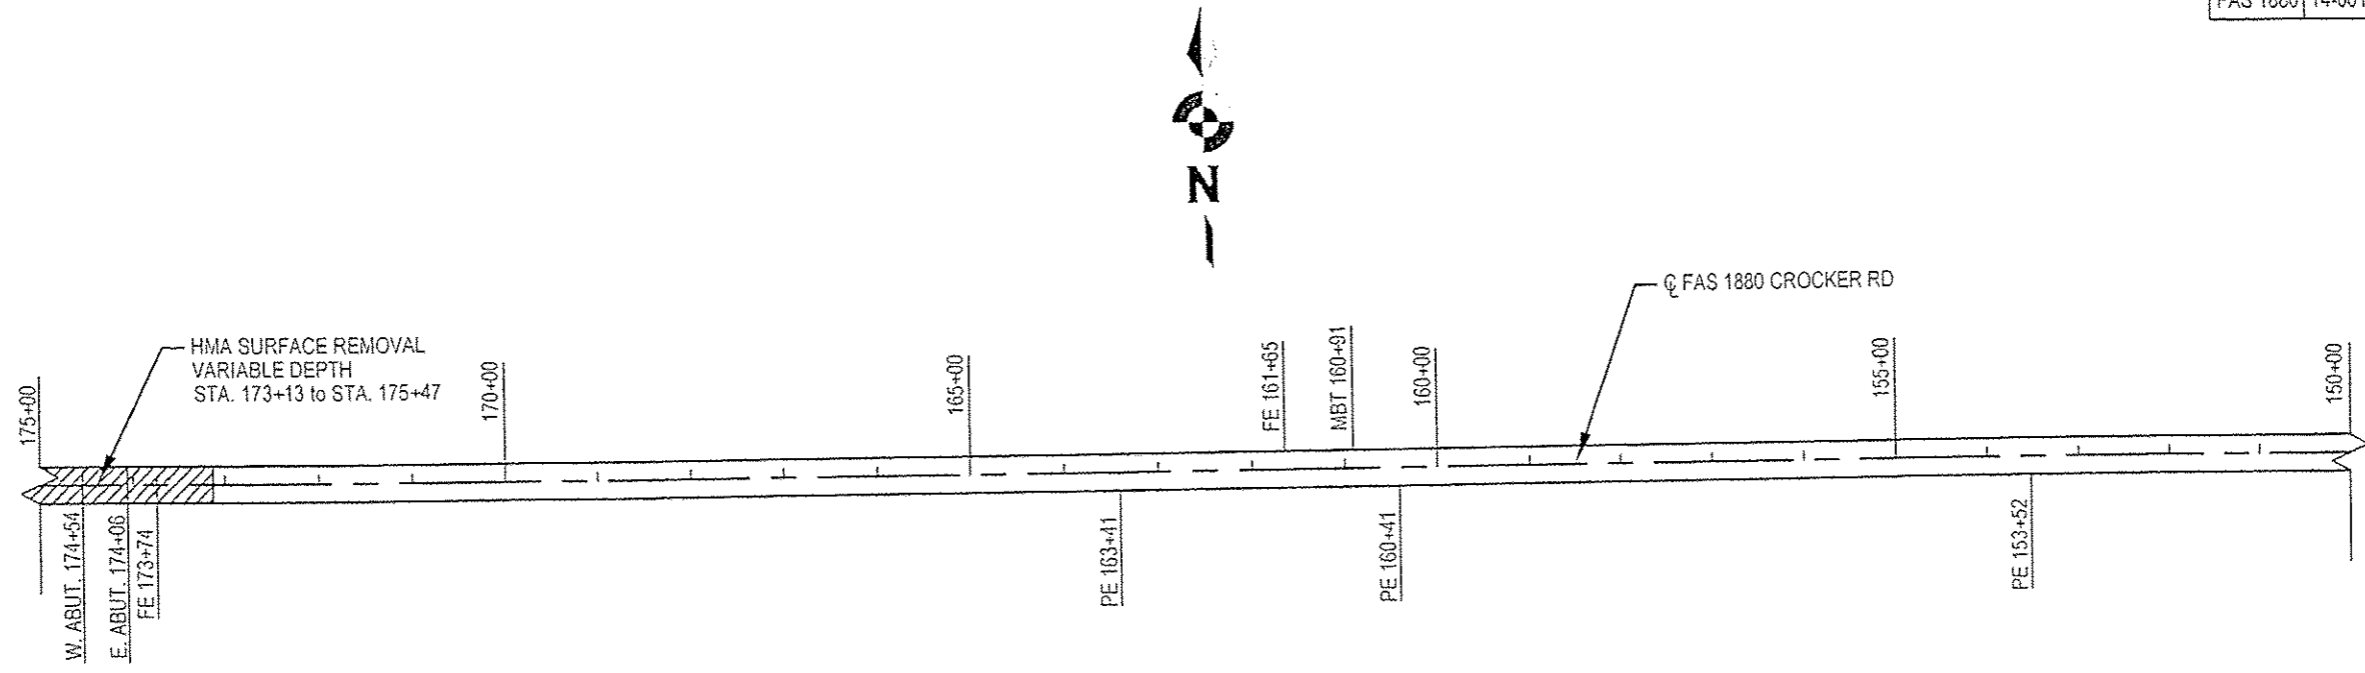 FAS 1880
N
℄ FAS 1880 CROCKER RD
HMA SURFACE REMOVAL
VARIABLE DEPTH
STA. 173+13 to STA. 175+47
175+00
170+00
165+00
FE 161+65
MBT 160+91
160+00
155+00
150+00
W. ABUT. 174+54
E. ABUT. 174+06
FE 173+74
PE 163+41
PE 160+41
PE 153+52